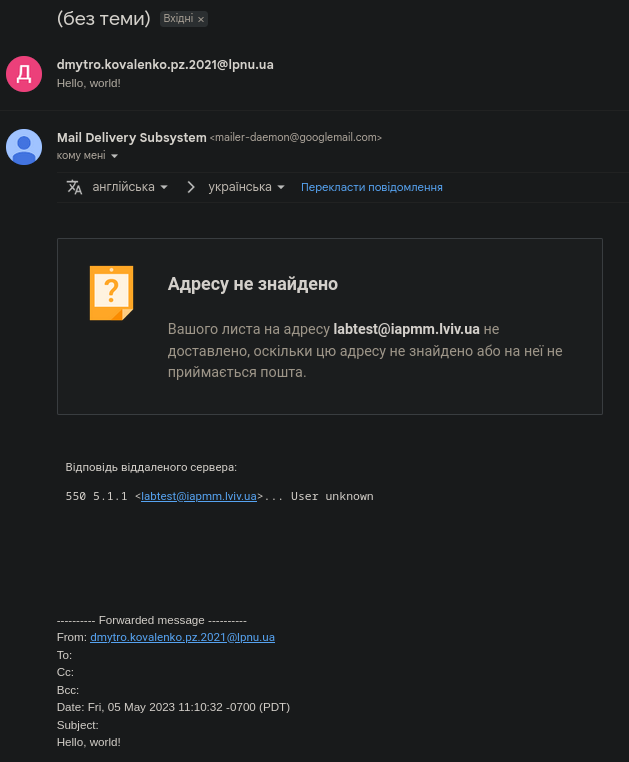 (без теми) Вхідні ×
Д
dmytro.kovalenko.pz.2021@lpnu.ua
Hello, world!
Mail Delivery Subsystem <mailer-daemon@googlemail.com>
кому мені
англійська > українська Перекласти повідомлення
Адресу не знайдено
Вашого листа на адресу labtest@iapmm.lviv.ua не
доставлено, оскільки цю адресу не знайдено або на неї не
приймається пошта.
Відповідь віддаленого сервера:
550 5.1.1 <labtest@iapmm.lviv.ua>... User unknown
---------- Forwarded message ----------
From: dmytro.kovalenko.pz.2021@lpnu.ua
To:
Cc:
Bcc:
Date: Fri, 05 May 2023 11:10:32 -0700 (PDT)
Subject:
Hello, world!